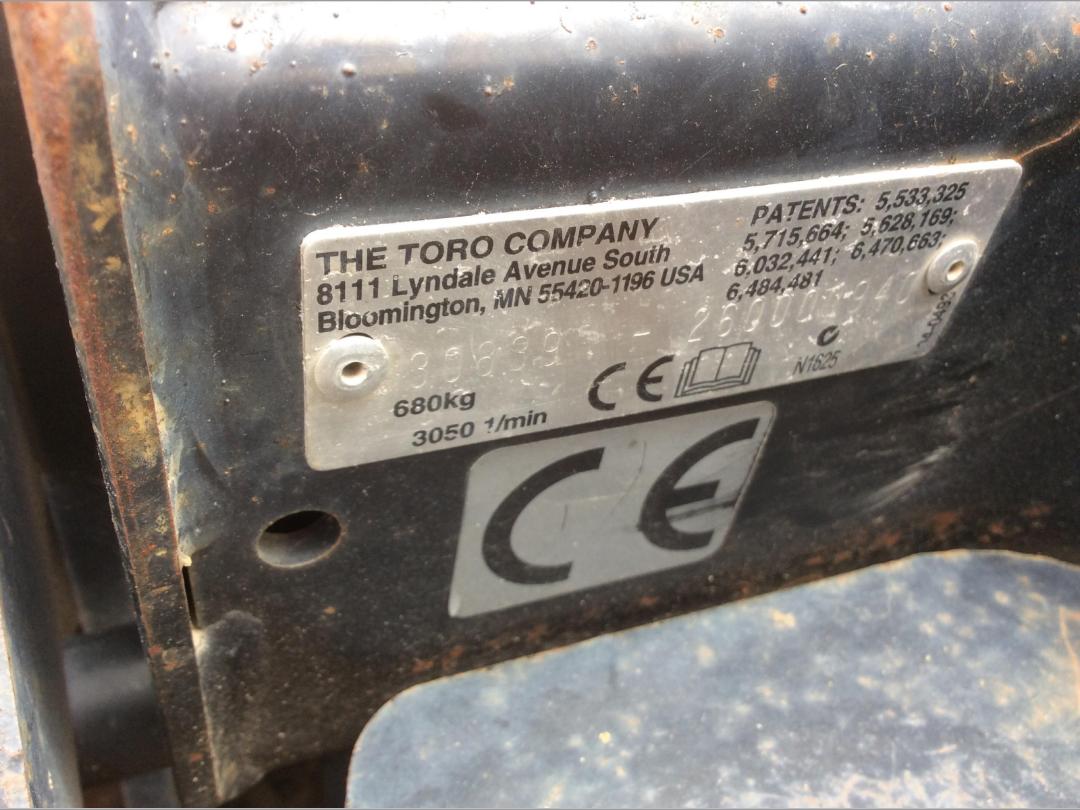 THE TORO COMPANY
8111 Lyndale Avenue South
Bloomington, MN 55420-1196 USA
PATENTS: 5,533,325
5,715,664; 5,628,169;
6,032,441; 6,470,663;
6,484,481
680kg
3050 1/min
CE
N1625
CE